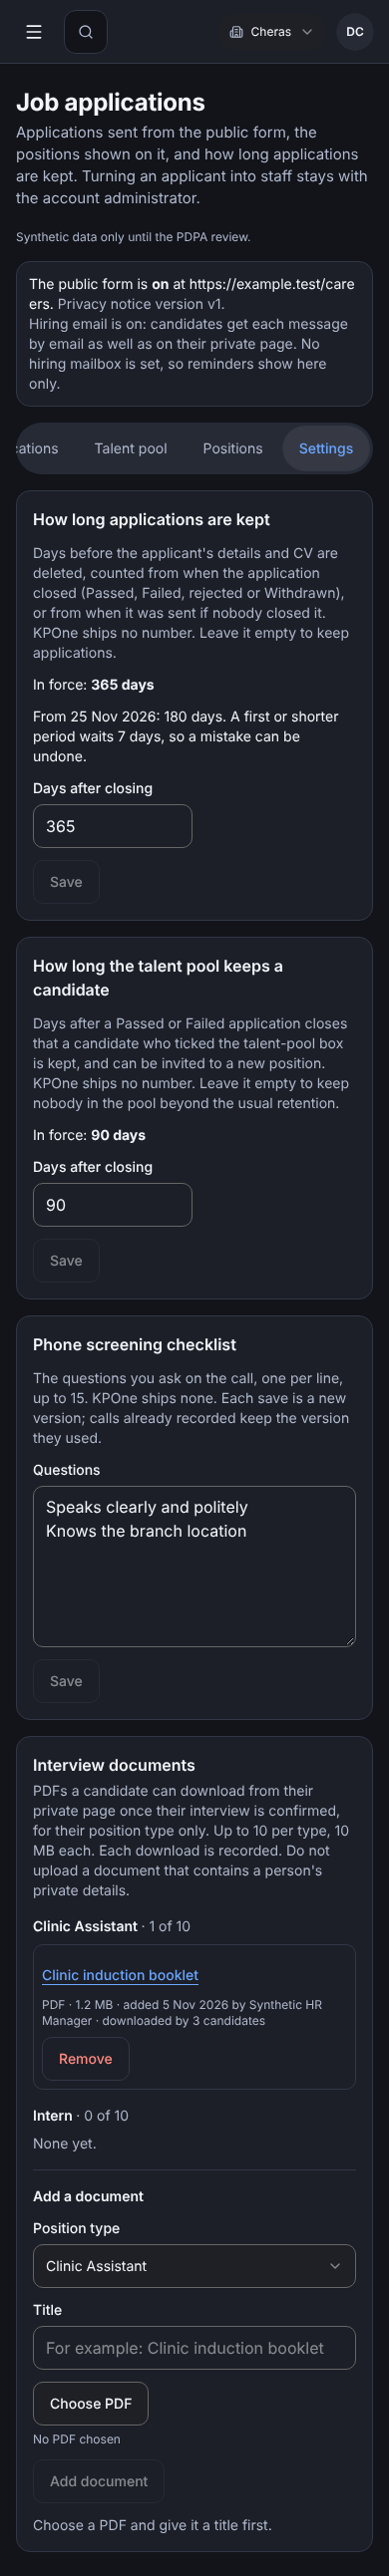 Cheras
DC
Job applications
Applications sent from the public form, the
positions shown on it, and how long applications
are kept. Turning an applicant into staff stays with
the account administrator.
Synthetic data only until the PDPA review.
The public form is on at https://example.test/care
ers. Privacy notice version v1.
Hiring email is on: candidates get each message
by email as well as on their private page. No
hiring mailbox is set, so reminders show here
only.
cations
Talent pool
Positions
Settings
How long applications are kept
Days before the applicant's details and CV are
deleted, counted from when the application
closed (Passed, Failed, rejected or Withdrawn),
or from when it was sent if nobody closed it.
KPOne ships no number. Leave it empty to keep
applications.
In force: 365 days
From 25 Nov 2026: 180 days. A first or shorter
period waits 7 days, so a mistake can be
undone.
Days after closing
365
Save
How long the talent pool keeps a
candidate
Days after a Passed or Failed application closes
that a candidate who ticked the talent-pool box
is kept, and can be invited to a new position.
KPOne ships no number. Leave it empty to keep
nobody in the pool beyond the usual retention.
In force: 90 days
Days after closing
90
Save
Phone screening checklist
The questions you ask on the call, one per line,
up to 15. KPOne ships none. Each save is a new
version; calls already recorded keep the version
they used.
Questions
Speaks clearly and politely
Knows the branch location
Save
Interview documents
PDFs a candidate can download from their
private page once their interview is confirmed,
for their position type only. Up to 10 per type, 10
MB each. Each download is recorded. Do not
upload a document that contains a person's
private details.
Clinic Assistant · 1 of 10
Clinic induction booklet
PDF · 1.2 MB · added 5 Nov 2026 by Synthetic HR
Manager · downloaded by 3 candidates
Remove
Intern · 0 of 10
None yet.
Add a document
Position type
Clinic Assistant
Title
For example: Clinic induction booklet
Choose PDF
No PDF chosen
Add document
Choose a PDF and give it a title first.